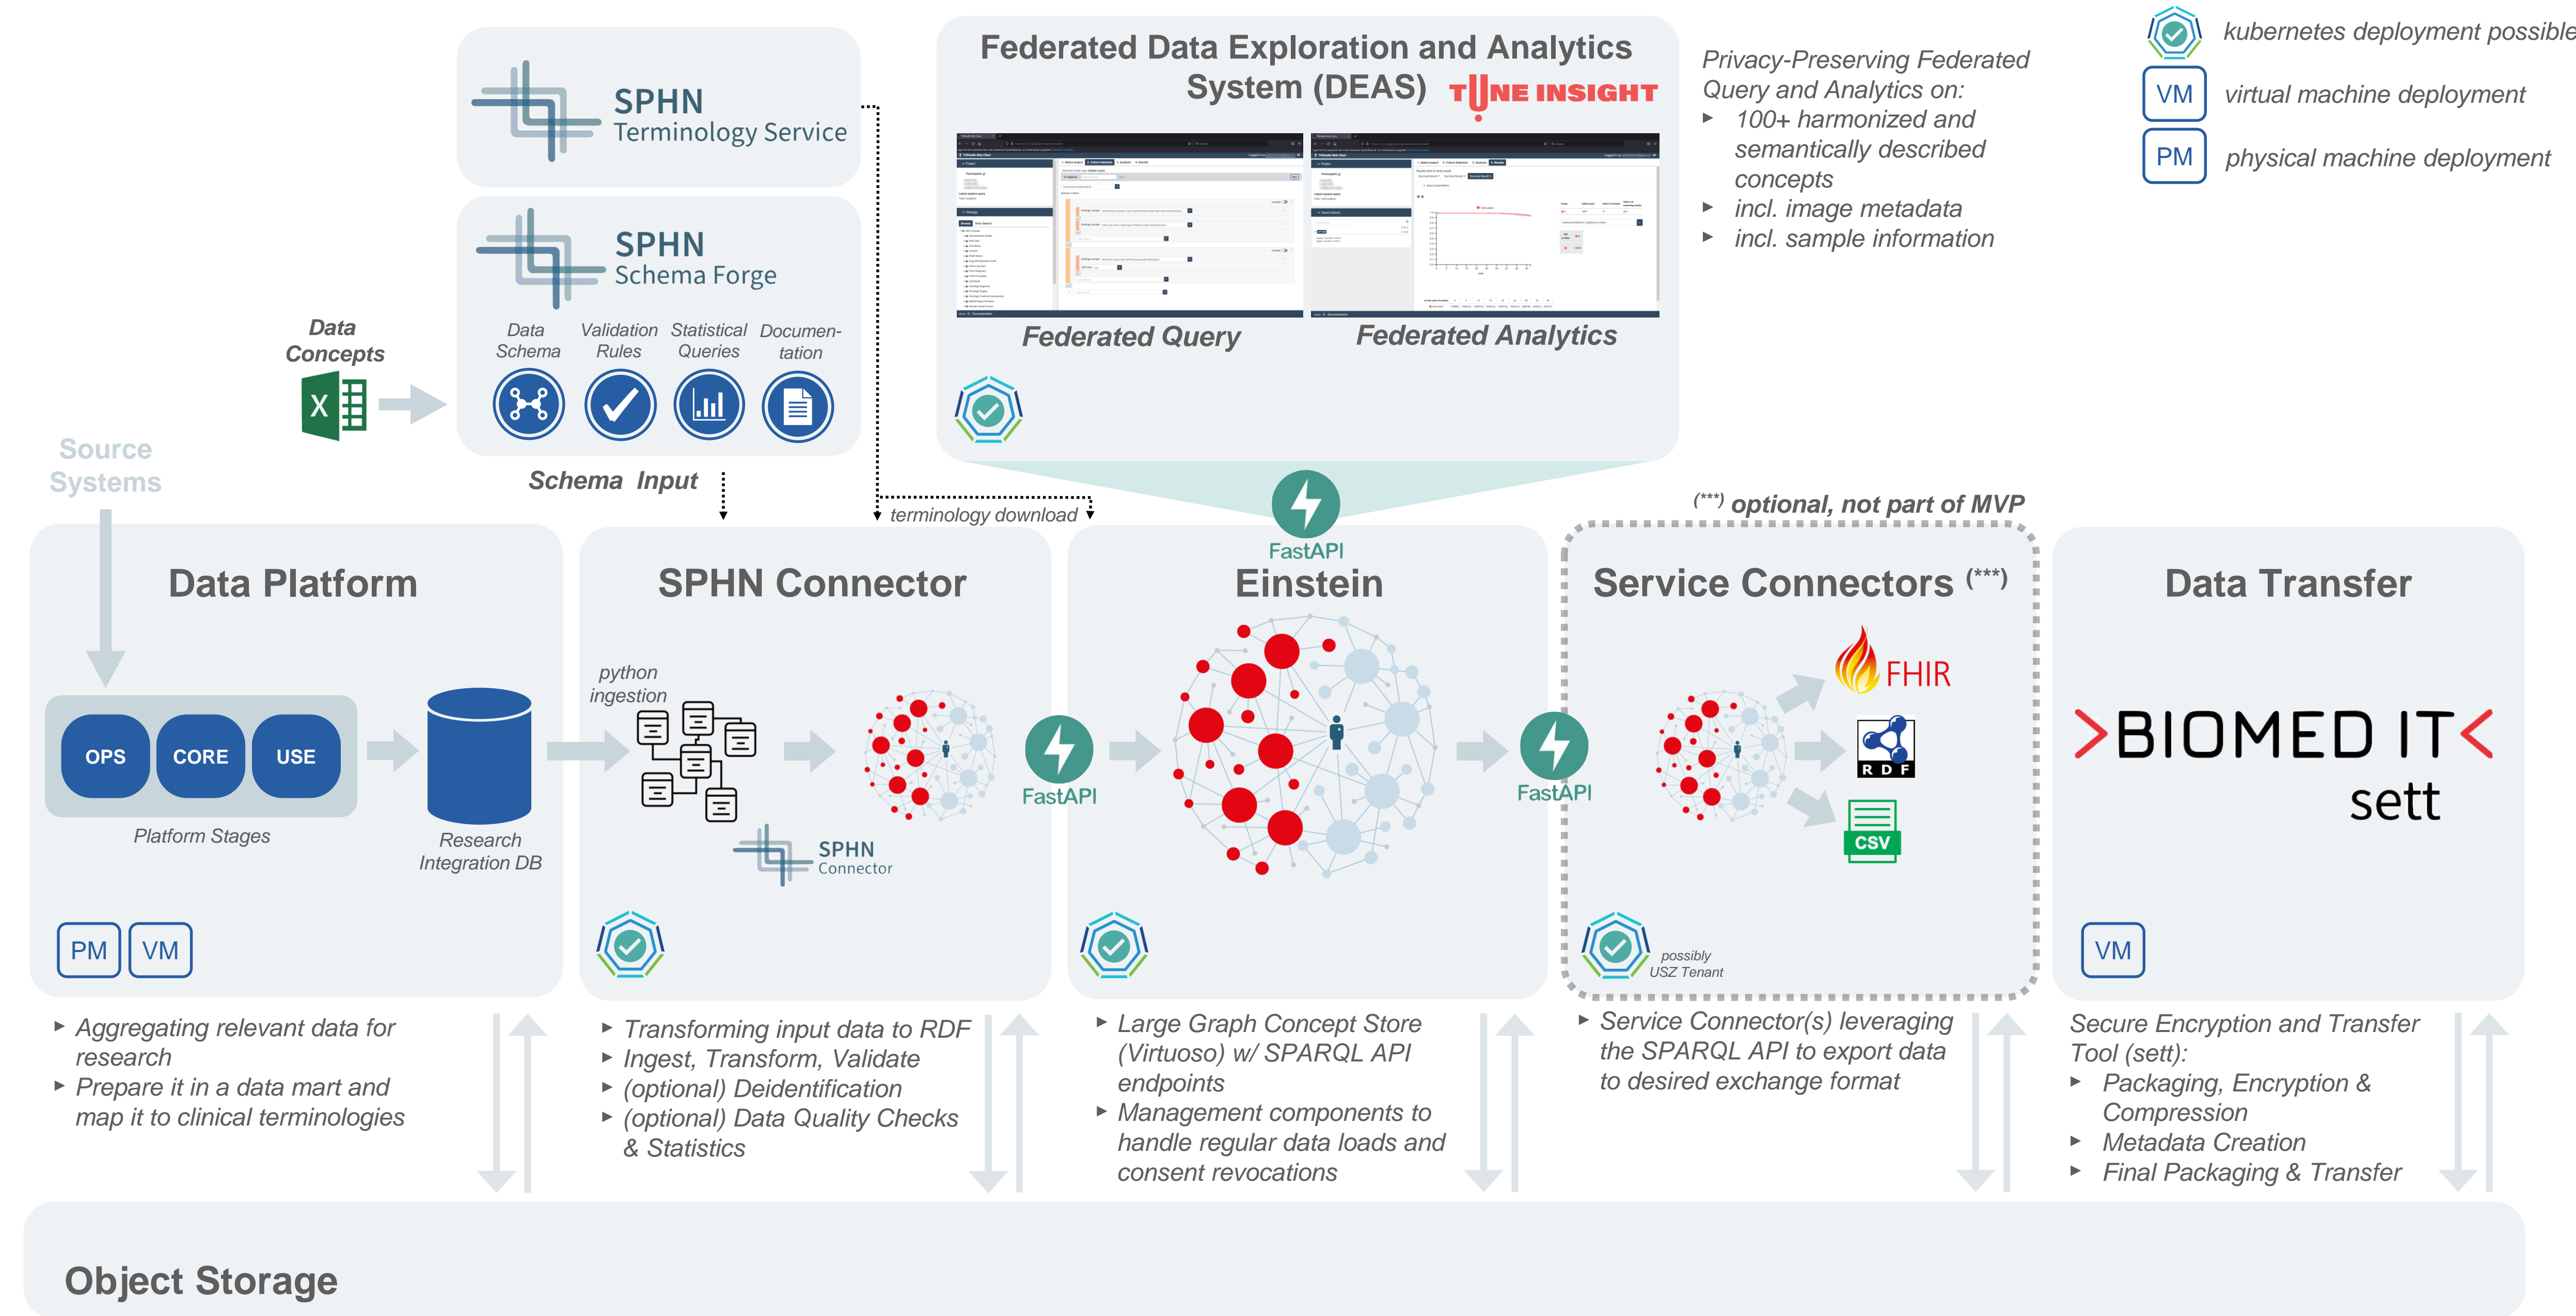 SPHN
Terminology Service
SPHN
Schema Forge
Data
Schema
Validation
Rules
Statistical
Queries
Documen-
tation
Data
Concepts
X
Source
Systems
Schema Input
terminology download
Federated Data Exploration and Analytics
System (DEAS)
TUNE INSIGHT
Federated Query
Federated Analytics
Privacy-Preserving Federated
Query and Analytics on:
► 100+ harmonized and
semantically described
concepts
► incl. image metadata
► incl. sample information
kubernetes deployment possible
VM virtual machine deployment
PM physical machine deployment
FastAPI
(***) optional, not part of MVP
Data Platform
OPS
CORE
USE
Platform Stages
Research
Integration DB
PM
VM
SPHN Connector
python
ingestion
SPHN
Connector
FastAPI
Einstein
FastAPI
Service Connectors (***)
FHIR
RDF
CSV
possibly
USZ Tenant
Data Transfer
>BIOMED IT<
sett
VM
► Aggregating relevant data for
research
► Prepare it in a data mart and
map it to clinical terminologies
► Transforming input data to RDF
► Ingest, Transform, Validate
► (optional) Deidentification
► (optional) Data Quality Checks
& Statistics
► Large Graph Concept Store
(Virtuoso) w/ SPARQL API
endpoints
► Management components to
handle regular data loads and
consent revocations
► Service Connector(s) leveraging
the SPARQL API to export data
to desired exchange format
Secure Encryption and Transfer
Tool (sett):
► Packaging, Encryption &
Compression
► Metadata Creation
► Final Packaging & Transfer
Object Storage